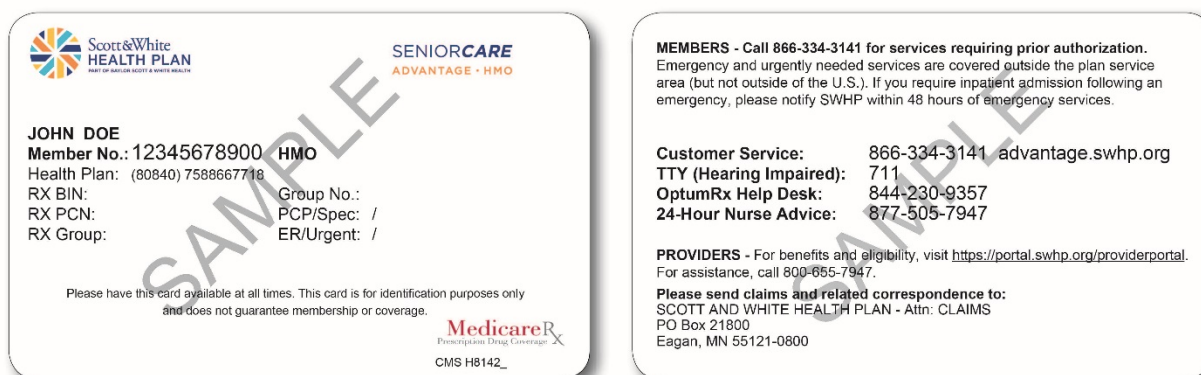 Scott&White
HEALTH PLAN
PART OF BAYLOR SCOTT & WHITE HEALTH
SENIORCARE
ADVANTAGE · HMO
JOHN DOE
Member No.: 12345678900 HMO
Health Plan: (80840) 7588667718
RX BIN: Group No.:
RX PCN: PCP/Spec: /
RX Group: ER/Urgent: /
SAMPLE
Please have this card available at all times. This card is for identification purposes only
and does not guarantee membership or coverage.
MedicareRx
Prescription Drug Coverage
CMS H8142_
MEMBERS - Call 866-334-3141 for services requiring prior authorization.
Emergency and urgently needed services are covered outside the plan service
area (but not outside of the U.S.). If you require inpatient admission following an
emergency, please notify SWHP within 48 hours of emergency services.
Customer Service: 866-334-3141 advantage.swhp.org
TTY (Hearing Impaired): 711
OptumRx Help Desk: 844-230-9357
24-Hour Nurse Advice: 877-505-7947
SAMPLE
PROVIDERS - For benefits and eligibility, visit https://portal.swhp.org/providerportal.
For assistance, call 800-655-7947.
Please send claims and related correspondence to:
SCOTT AND WHITE HEALTH PLAN - Attn: CLAIMS
PO Box 21800
Eagan, MN 55121-0800